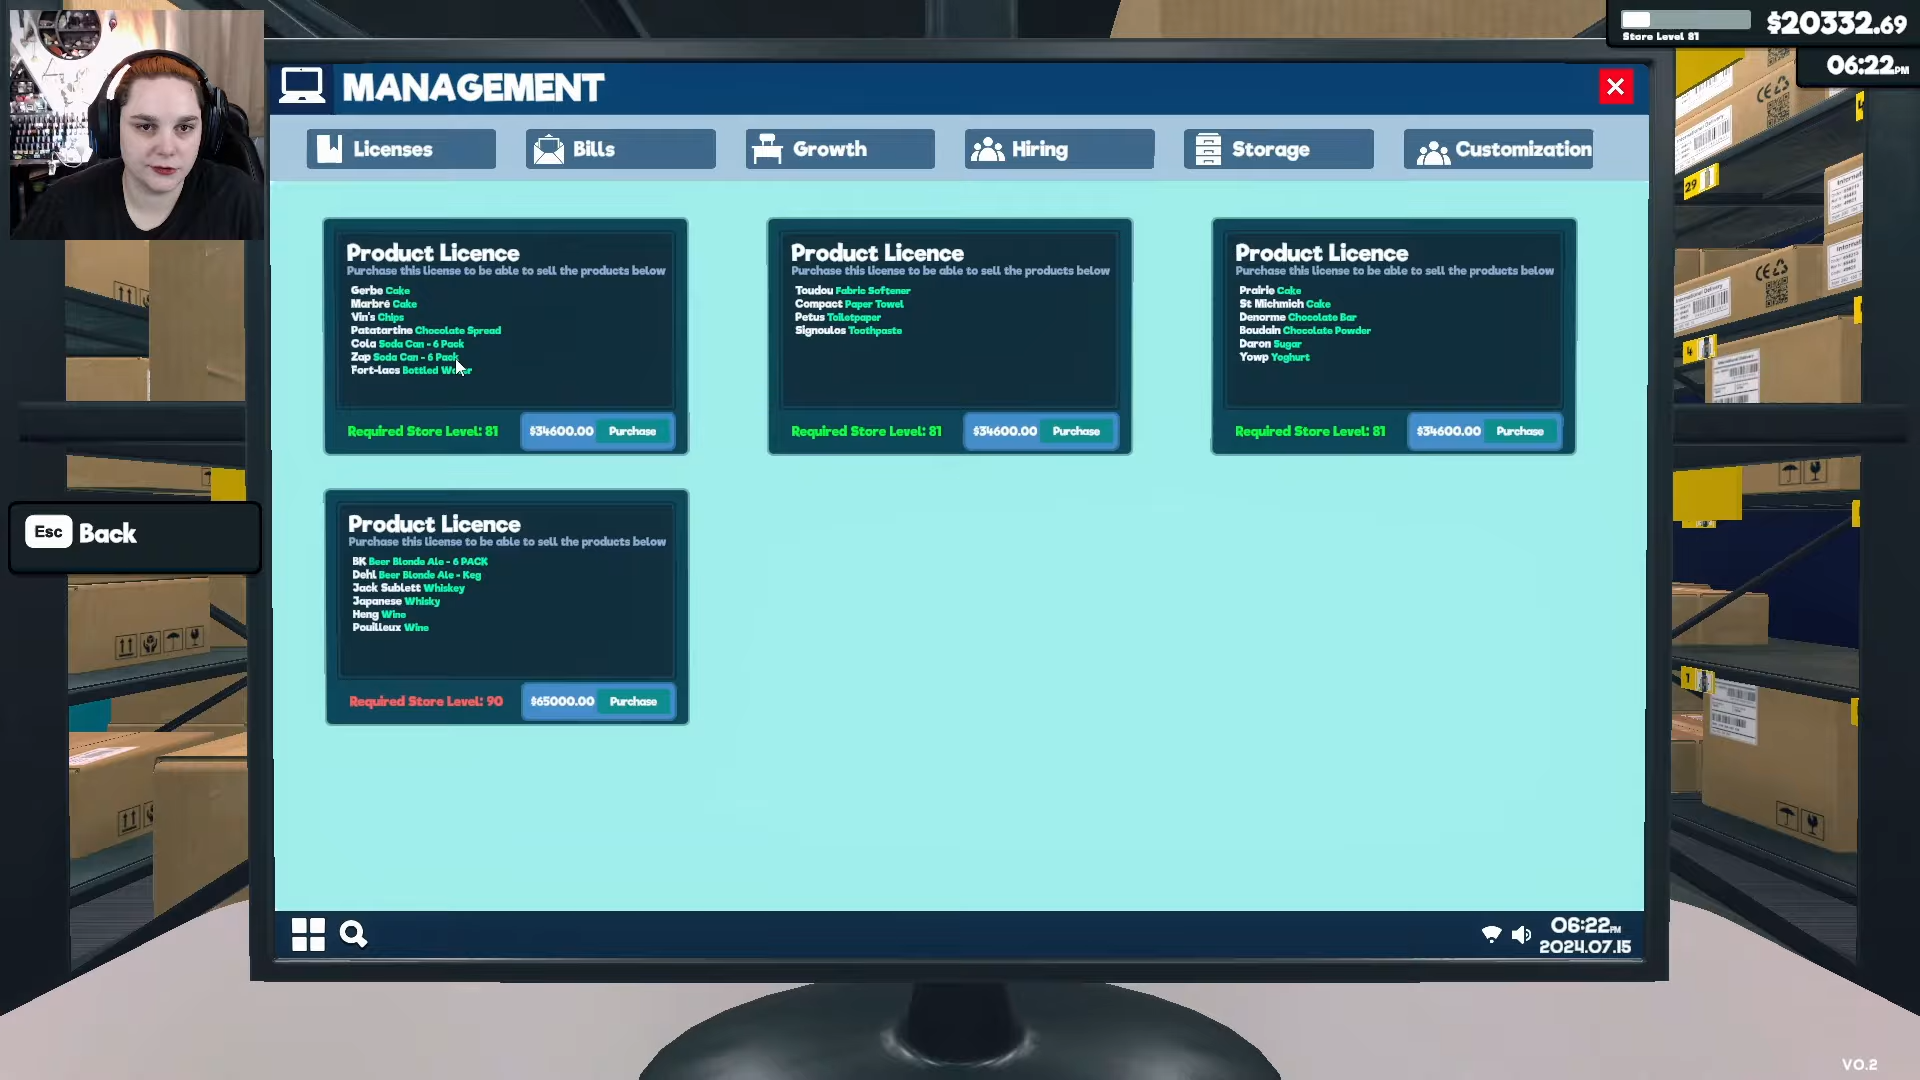 $20332.69
Store Level 81
06:22PM
MANAGEMENT
Licenses
Bills
Growth
Hiring
Storage
Customization
Product Licence
Purchase this license to be able to sell the products below
Gerbe Cake
Marbré Cake
Vin's Chips
Patatartine Chocolate Spread
Cola Soda Can - 6 Pack
Zap Soda Can - 6 Pack
Fort-lacs Bottled Water
Required Store Level: 81
$34600.00 Purchase
Product Licence
Purchase this license to be able to sell the products below
Toudou Fabric Softener
Compact Paper Towel
Petus Toiletpaper
Signoulos Toothpaste
Required Store Level: 81
$34600.00 Purchase
Product Licence
Purchase this license to be able to sell the products below
Prairie Cake
St Michmich Cake
Denorme Chocolate Bar
Boudain Chocolate Powder
Daron Sugar
Yowp Yoghurt
Required Store Level: 81
$34600.00 Purchase
Product Licence
Purchase this license to be able to sell the products below
BK Beer Blonde Ale - 6 PACK
Dehl Beer Blonde Ale - Keg
Jack Sublett Whiskey
Japanese Whisky
Heng Wine
Pouilleux Wine
Required Store Level: 90
$65000.00 Purchase
Esc Back
29
4
1
06:22PM
2024.07.15
V0.2